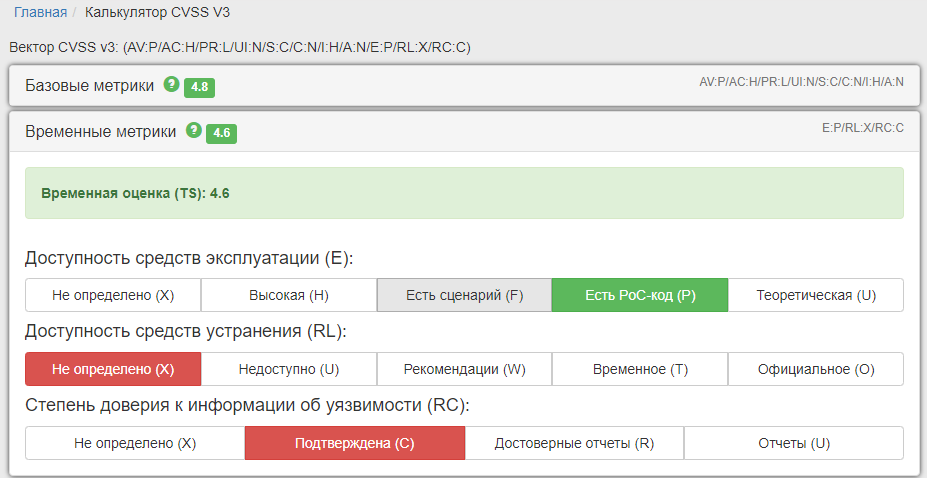 Главная / Калькулятор CVSS V3
Вектор CVSS v3: (AV:P/AC:H/PR:L/UI:N/S:C/C:N/I:H/A:N/E:P/RL:X/RC:C)
Базовые метрики ? 4.8 AV:P/AC:H/PR:L/UI:N/S:C/C:N/I:H/A:N
Временные метрики ? 4.6 E:P/RL:X/RC:C
Временная оценка (TS): 4.6
Доступность средств эксплуатации (E):
Не определено (X) Высокая (H) Есть сценарий (F) Есть PoC-код (P) Теоретическая (U)
Доступность средств устранения (RL):
Не определено (X) Недоступно (U) Рекомендации (W) Временное (T) Официальное (O)
Степень доверия к информации об уязвимости (RC):
Не определено (X) Подтверждена (C) Достоверные отчеты (R) Отчеты (U)